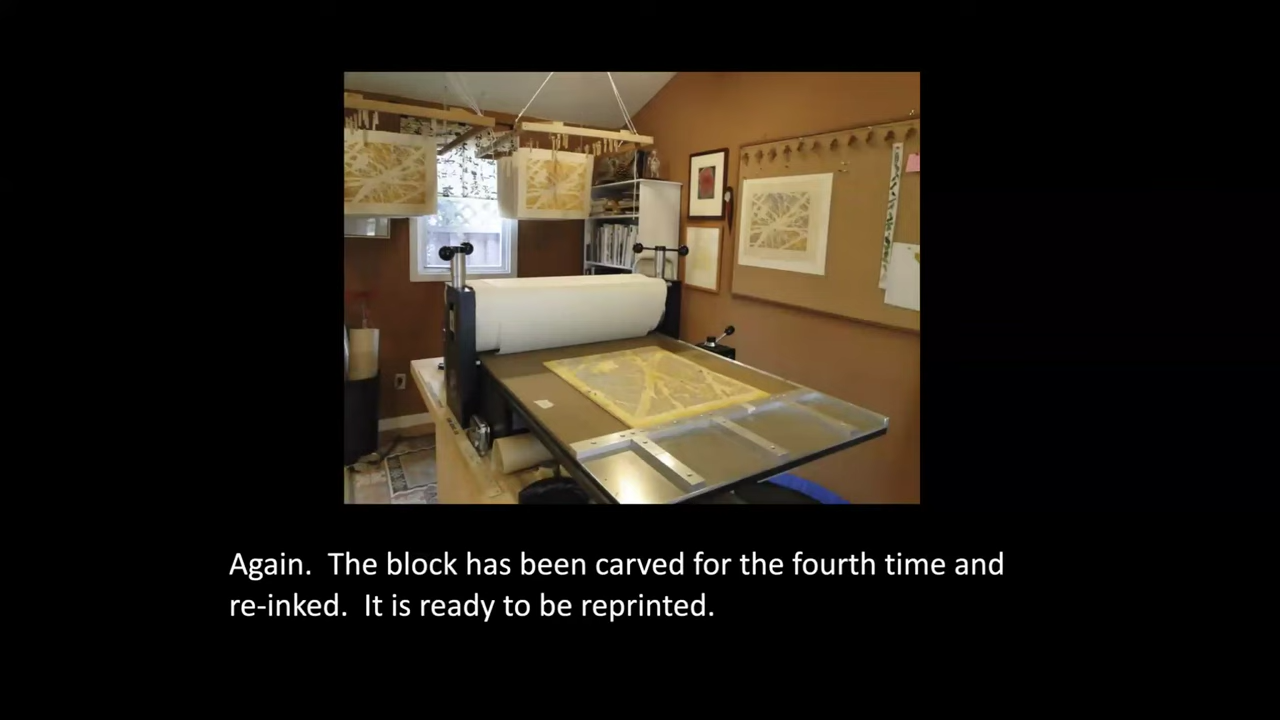 Again.  The block has been carved for the fourth time and
re-inked.  It is ready to be reprinted.